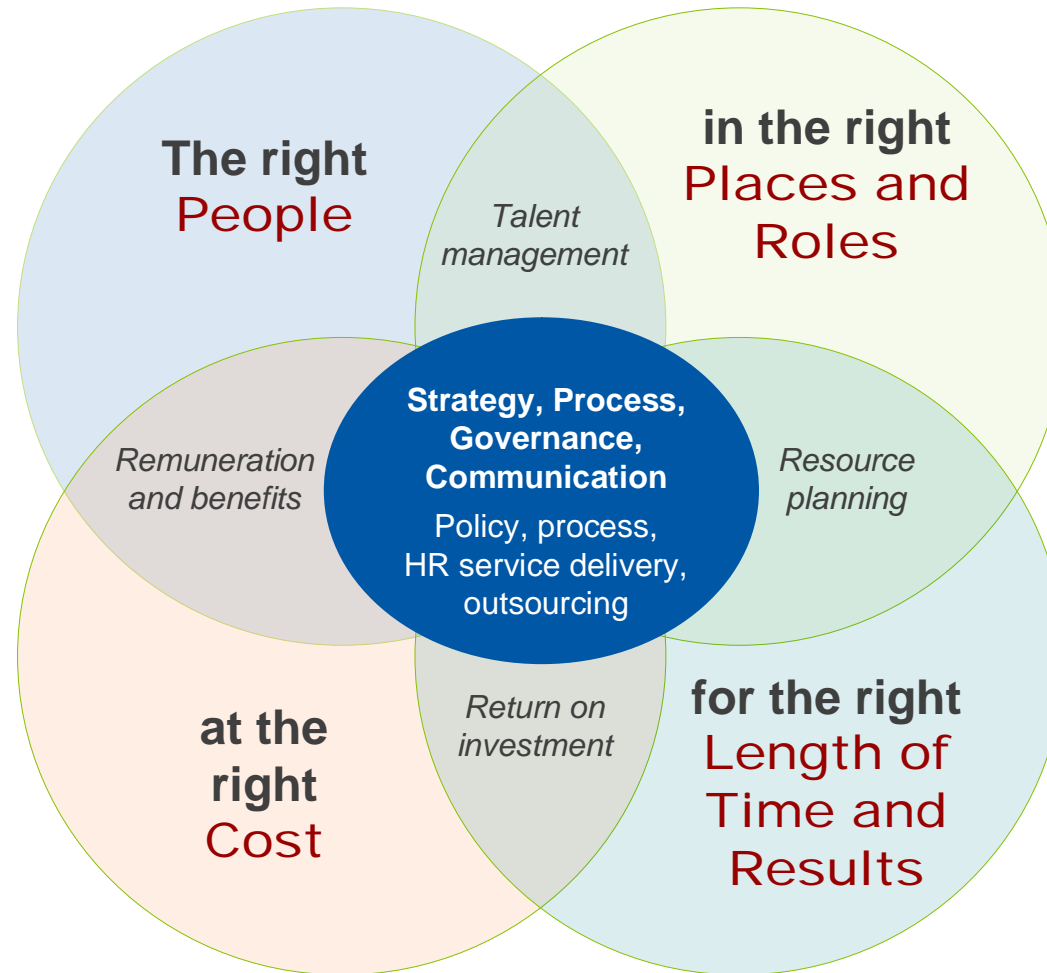 The right
People
in the right
Places and
Roles
Talent
management
Remuneration
and benefits
Strategy, Process,
Governance,
Communication
Policy, process,
HR service delivery,
outsourcing
Resource
planning
at the
right
Cost
Return on
investment
for the right
Length of
Time and
Results